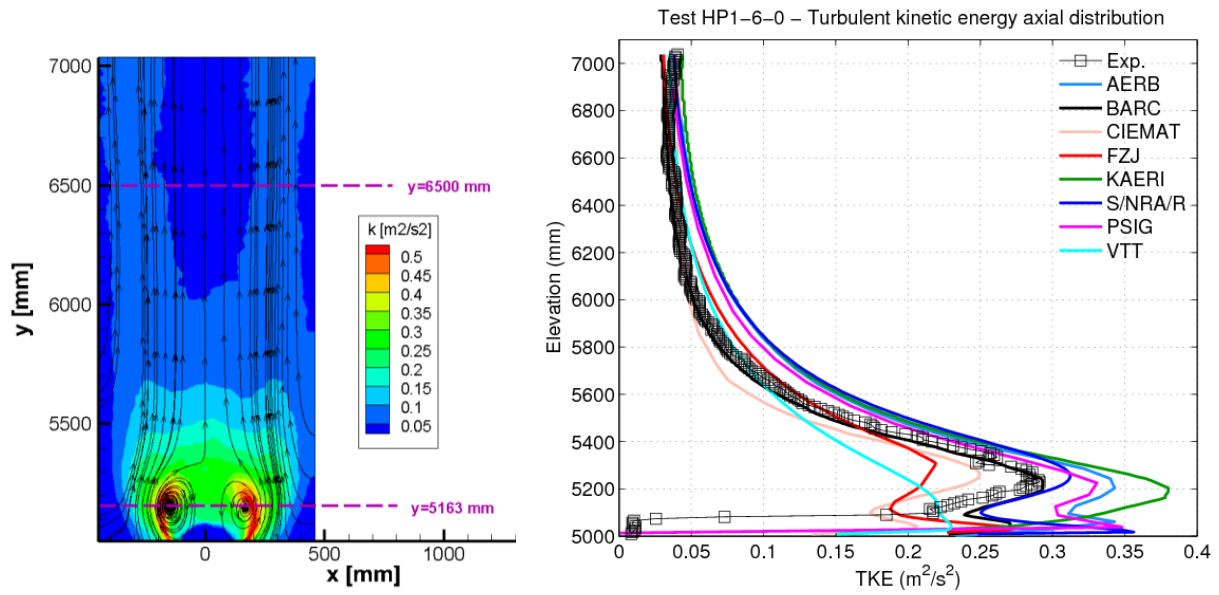 7000
6500
6000
5500
0
500
1000
y [mm]
x [mm]
y=6500 mm
y=5163 mm
k [m2/s2]
0.5
0.45
0.4
0.35
0.3
0.25
0.2
0.15
0.1
0.05
Test HP1−6−0 − Turbulent kinetic energy axial distribution
7000
6800
6600
6400
6200
6000
5800
5600
5400
5200
5000
Elevation (mm)
0
0.05
0.1
0.15
0.2
0.25
0.3
0.35
0.4
TKE (m²/s²)
Exp.
AERB
BARC
CIEMAT
FZJ
KAERI
S/NRA/R
PSIG
VTT